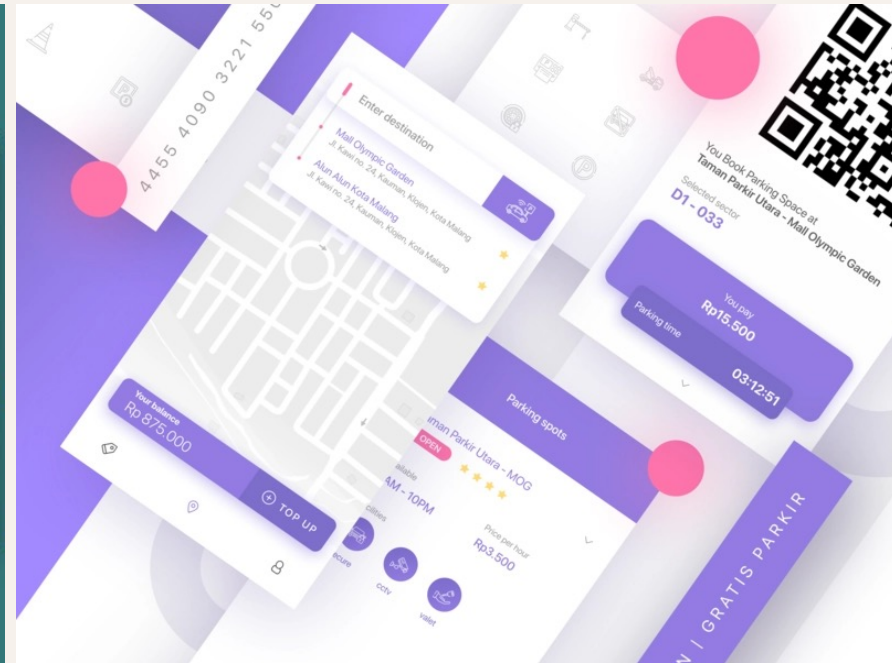 4455 4090 3221 550
Enter destination
Mall Olympic Garden
Jl. Kawi no. 24, Kauman, Klojen, Kota Malang
Alun Alun Kota Malang
Jl. Kawi no. 24, Kauman, Klojen, Kota Malang
Your balance
Rp 875.000
TOP UP
You Book Parking Space at
Taman Parkir Utara - Mall Olympic Garden
Selected sector
D1 - 033
You pay
Rp15.500
Parking time
03:12:51
Parking spots
aman Parkir Utara - MOG
OPEN
ailable
AM - 10PM
Price per hour
Rp3.500
cilities
ecure
cctv
valet
N | GRATIS PARKIR